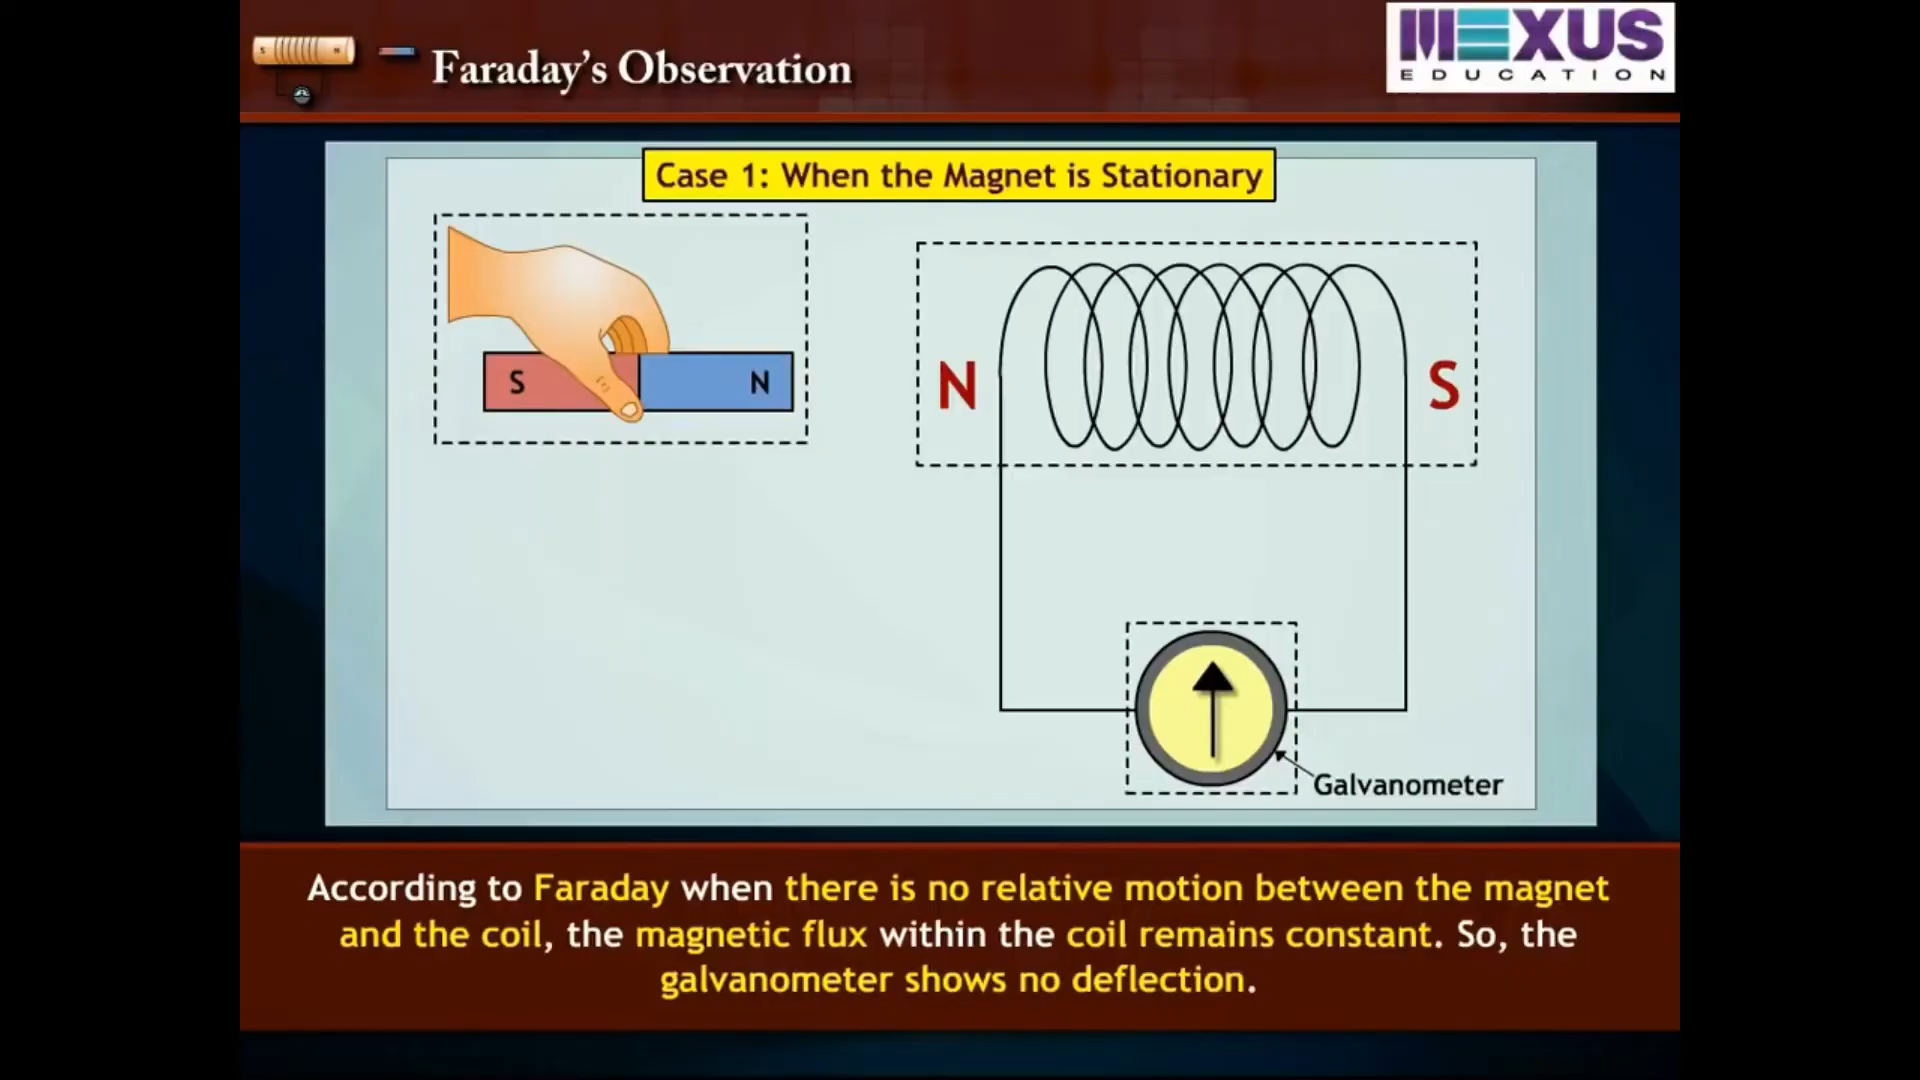 Faraday's Observation
MEXUS
EDUCATION
Case 1: When the Magnet is Stationary
S
N
N
S
Galvanometer
According to Faraday when there is no relative motion between the magnet
and the coil, the magnetic flux within the coil remains constant. So, the
galvanometer shows no deflection.